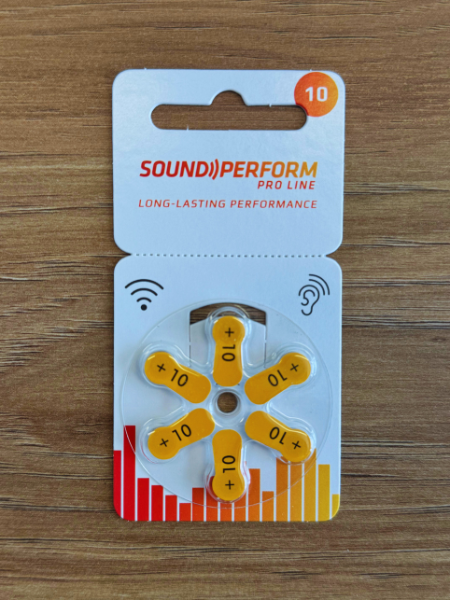 10
SOUND))PERFORM
PRO LINE
LONG-LASTING PERFORMANCE
+ 10
+ 10
+ 10
+ 10
+ 10
+ 10